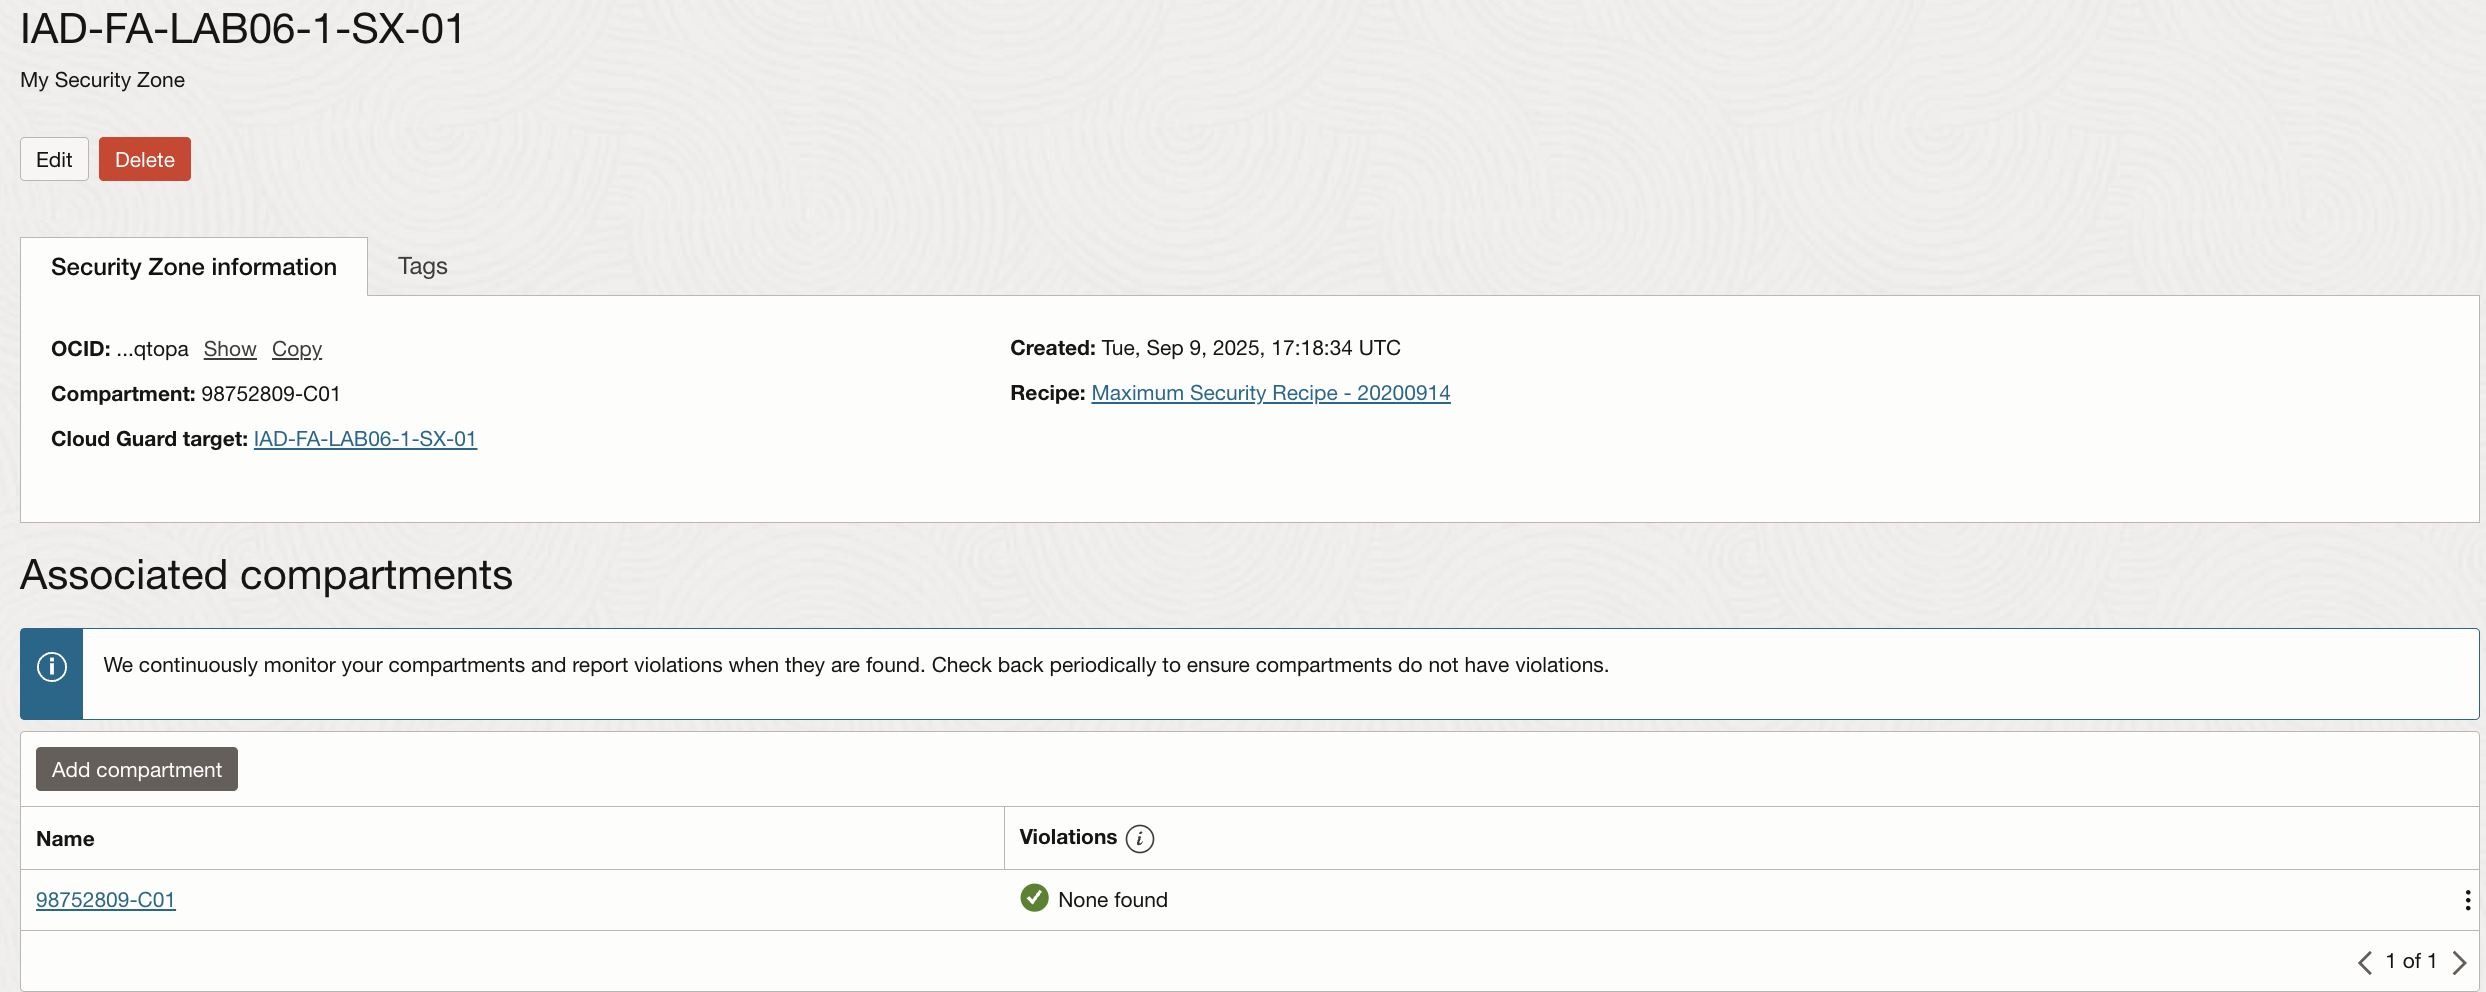 IAD-FA-LAB06-1-SX-01
My Security Zone
Edit Delete
Security Zone information Tags
OCID: ...qtopa Show Copy
Compartment: 98752809-C01
Cloud Guard target: IAD-FA-LAB06-1-SX-01
Created: Tue, Sep 9, 2025, 17:18:34 UTC
Recipe: Maximum Security Recipe - 20200914
Associated compartments
We continuously monitor your compartments and report violations when they are found. Check back periodically to ensure compartments do not have violations.
Add compartment
Name Violations
98752809-C01 None found
1 of 1